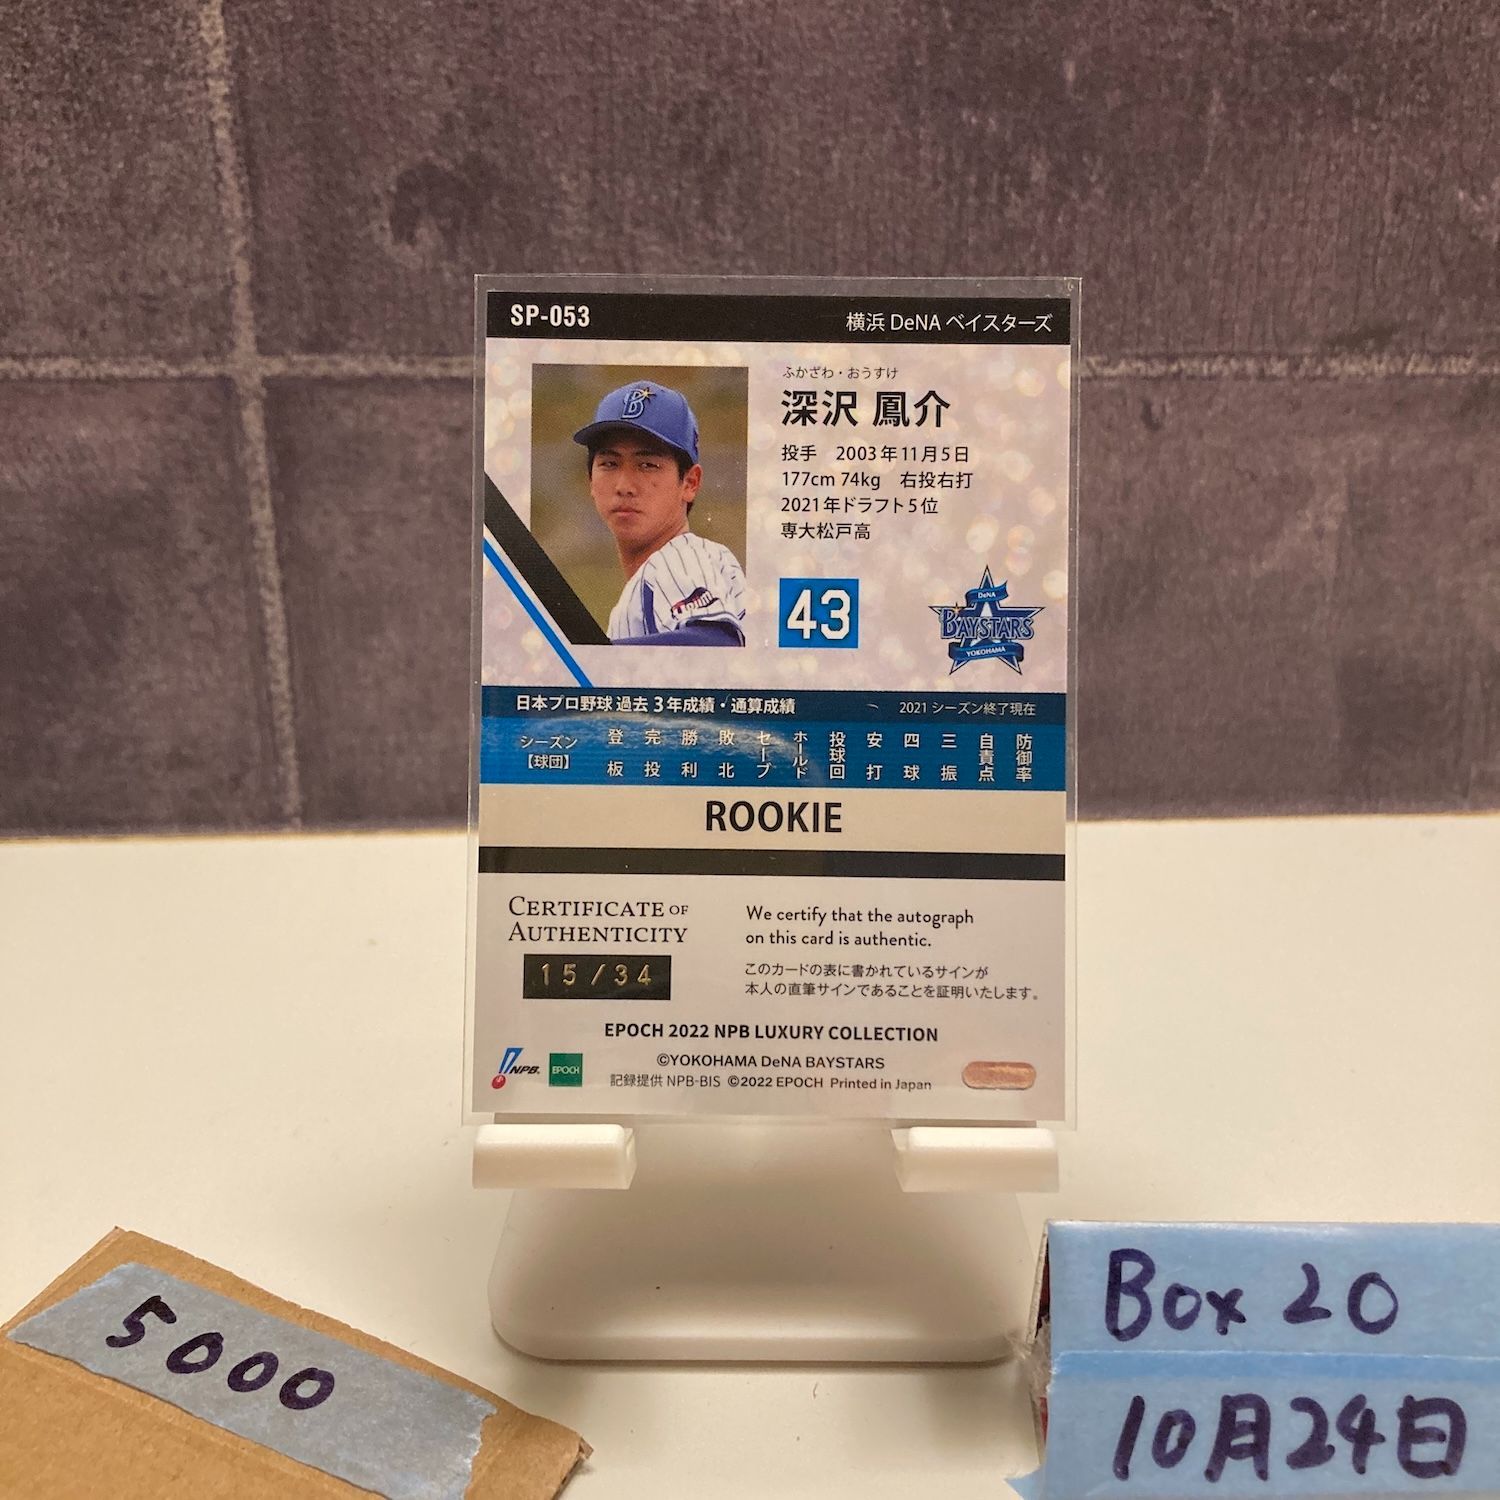 SP-053
横浜 DeNA ベイスターズ
ふかざわ・おうすけ
深沢 鳳介
投手 2003年11月5日
177cm 74kg 右投右打
2021年ドラフト5位
専大松戸高
43
DeNA
BAYSTARS
YOKOHAMA
日本プロ野球 過去 3年成績・通算成績 2021 シーズン終了現在
シーズン【球団】 登板 完投 勝利 敗北 セーブ ホールド 投球回 安打 四球 三振 自責点 防御率
ROOKIE
CERTIFICATE OF
AUTHENTICITY
15/34
We certify that the autograph
on this card is authentic.
このカードの表に書かれているサインが
本人の直筆サインであることを証明いたします。
EPOCH 2022 NPB LUXURY COLLECTION
©YOKOHAMA DeNA BAYSTARS
記録提供 NPB-BIS ©2022 EPOCH Printed in Japan
NPB.
EPOCH
5000
Box 20
10月24日